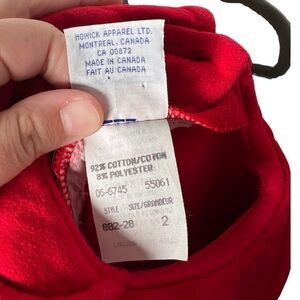 HOWICK APPAREL LTD.
MONTREAL, CANADA
CA 00872
MADE IN CANADA
FAIT AU CANADA
92% COTTON/COTON
8% POLYESTER
06-6745 55061
STYLE SIZE/GRANDEUR
882-28 2